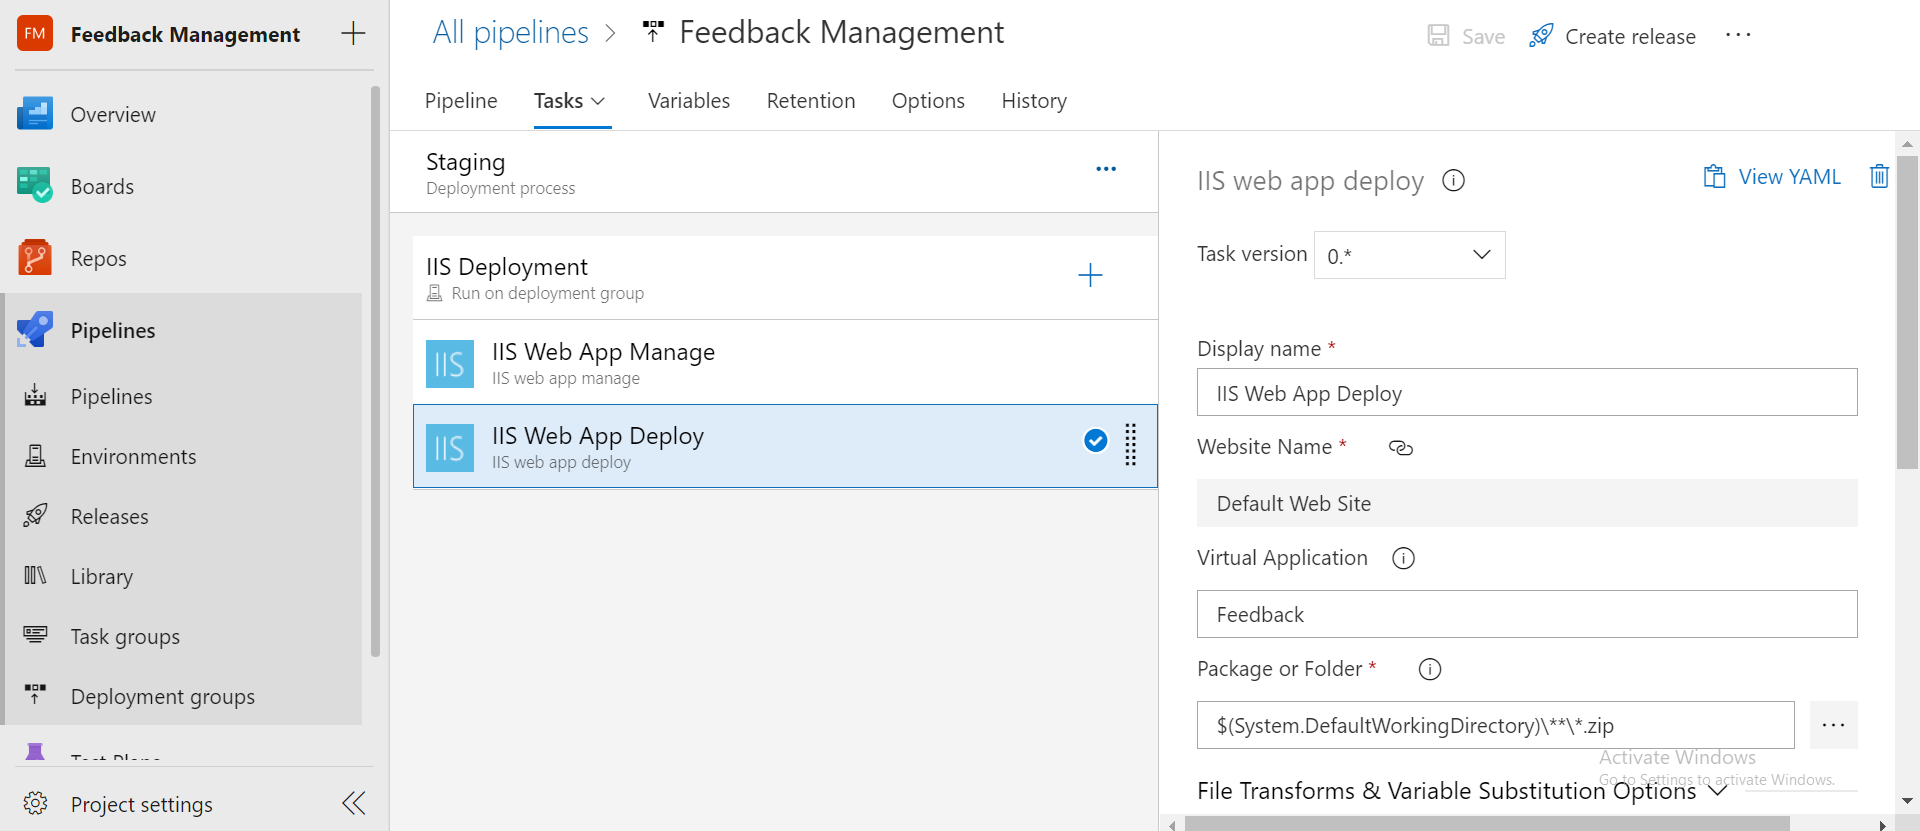 FM Feedback Management
Overview
Boards
Repos
Pipelines
Pipelines
Environments
Releases
Library
Task groups
Deployment groups
Test Plans
Project settings
All pipelines > Feedback Management
Save Create release ...
Pipeline Tasks Variables Retention Options History
Staging
Deployment process
...
IIS Deployment
Run on deployment group
IIS IIS Web App Manage
IIS web app manage
IIS IIS Web App Deploy
IIS web app deploy
IIS web app deploy
View YAML
Task version 0.*
Display name *
IIS Web App Deploy
Website Name *
Default Web Site
Virtual Application
Feedback
Package or Folder *
$(System.DefaultWorkingDirectory)\**\*.zip
...
Activate Windows
Go to Settings to activate Windows.
File Transforms & Variable Substitution Options